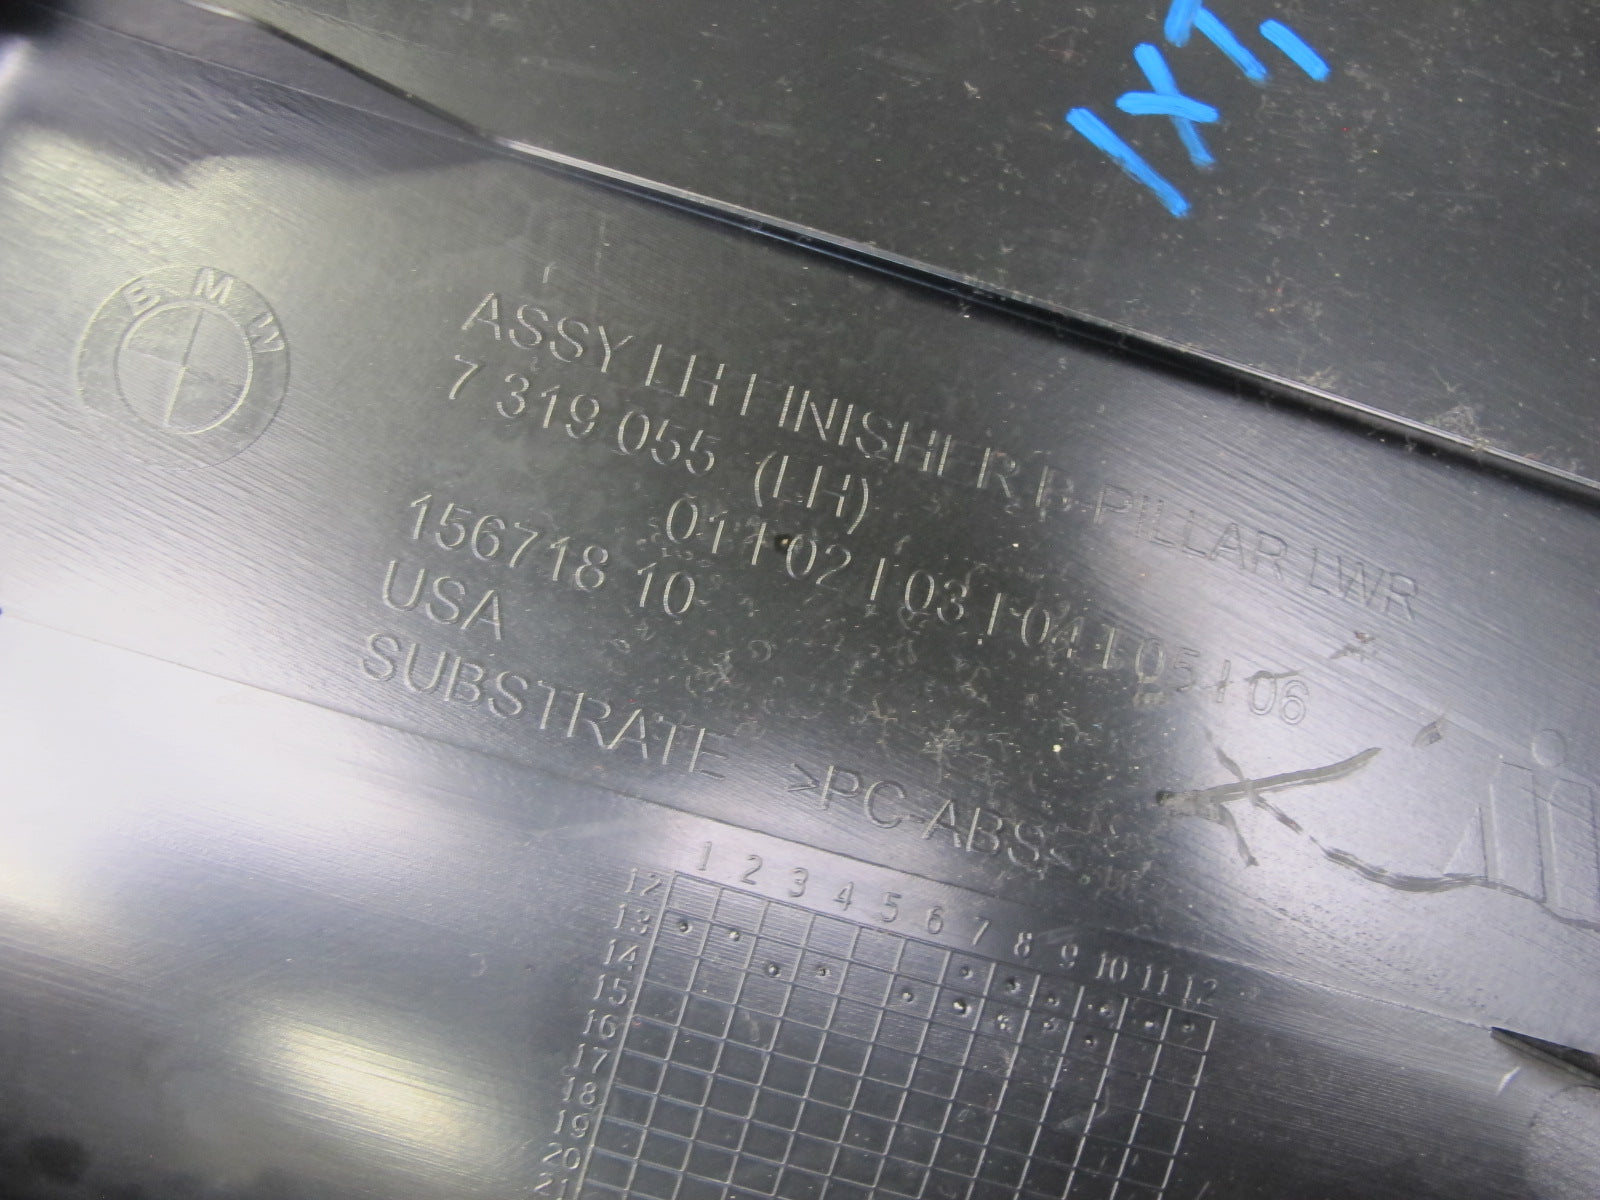 BMW
ASSY LH FINISHER B-PILLAR LWR
7 319 055 (LH)
01 / 02 / 03 / 04 / 05 / 06
156718 10
USA
SUBSTRATE >PC-ABS<
1 2 3 4 5 6 7 8 9 10 11 12
12
13
14
15
16
17
18
19
20
21